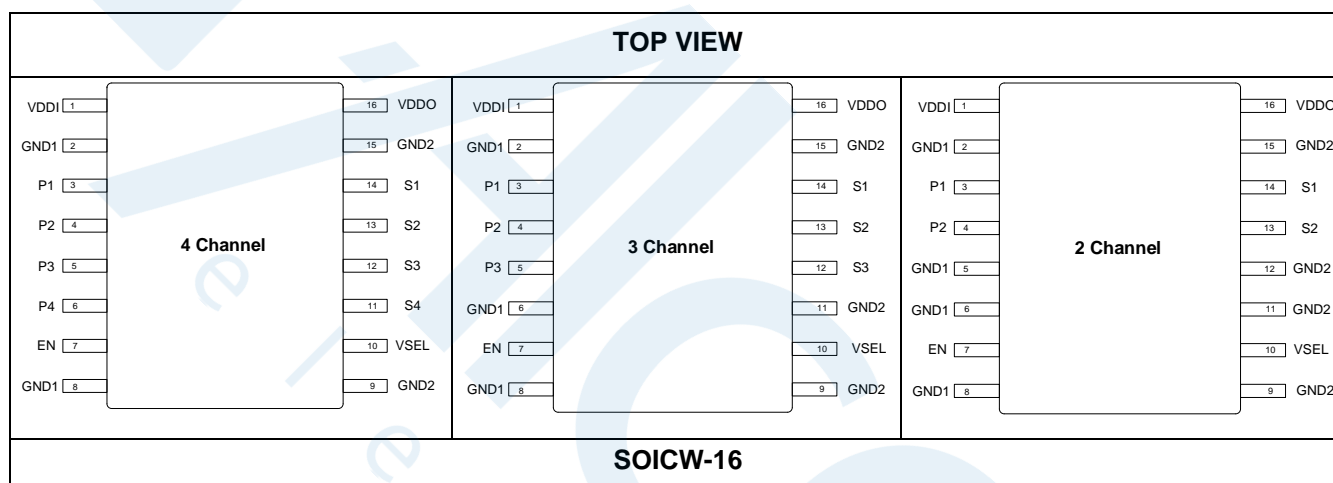 TOP VIEW
VDDI 1 16 VDDO
GND1 2 15 GND2
P1 3 14 S1
P2 4 13 S2
4 Channel
P3 5 12 S3
P4 6 11 S4
EN 7 10 VSEL
GND1 8 9 GND2
VDDI 1 16 VDDO
GND1 2 15 GND2
P1 3 14 S1
P2 4 13 S2
3 Channel
P3 5 12 S3
GND1 6 11 GND2
EN 7 10 VSEL
GND1 8 9 GND2
VDDI 1 16 VDDO
GND1 2 15 GND2
P1 3 14 S1
P2 4 13 S2
2 Channel
GND1 5 12 GND2
GND1 6 11 GND2
EN 7 10 VSEL
GND1 8 9 GND2
SOICW-16